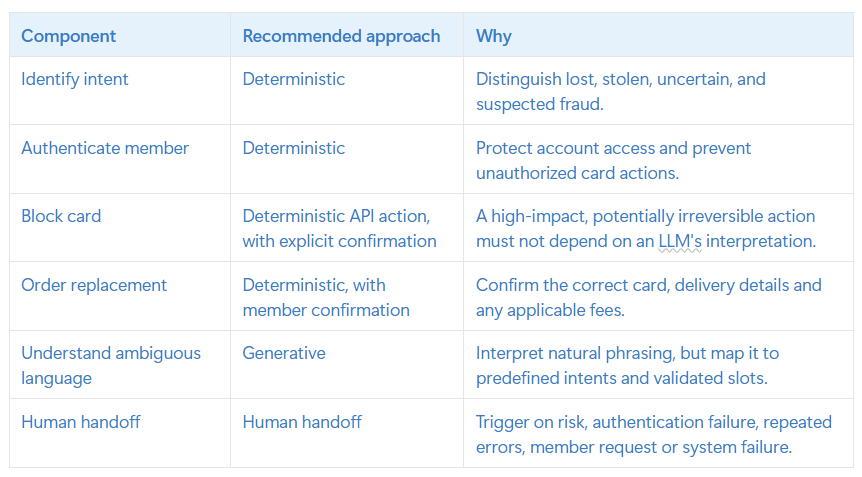 Component
Recommended approach
Why
Identify intent
Deterministic
Distinguish lost, stolen, uncertain, and
suspected fraud.
Authenticate member
Deterministic
Protect account access and prevent
unauthorized card actions.
Block card
Deterministic API action,
with explicit confirmation
A high-impact, potentially irreversible action
must not depend on an LLM's interpretation.
Order replacement
Deterministic, with
member confirmation
Confirm the correct card, delivery details and
any applicable fees.
Understand ambiguous
language
Generative
Interpret natural phrasing, but map it to
predefined intents and validated slots.
Human handoff
Human handoff
Trigger on risk, authentication failure, repeated
errors, member request or system failure.